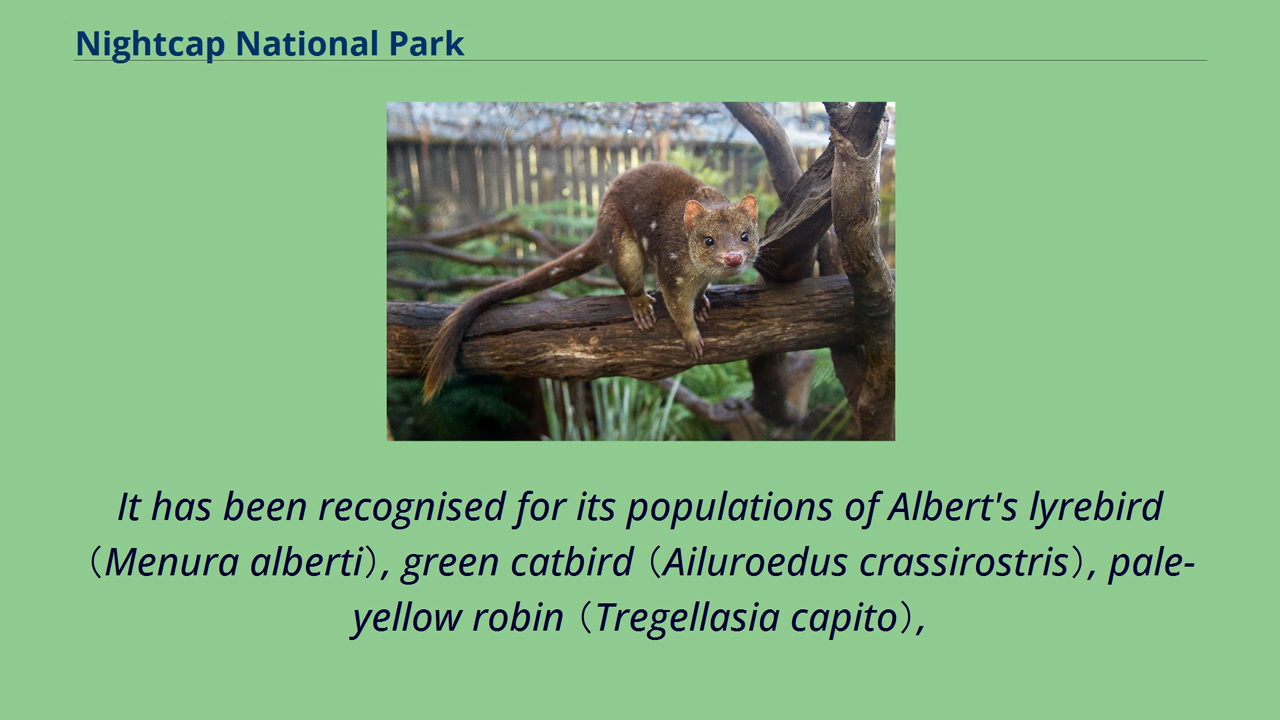 Nightcap National Park
It has been recognised for its populations of Albert's lyrebird
（Menura alberti）, green catbird （Ailuroedus crassirostris）, pale-
yellow robin （Tregellasia capito）,